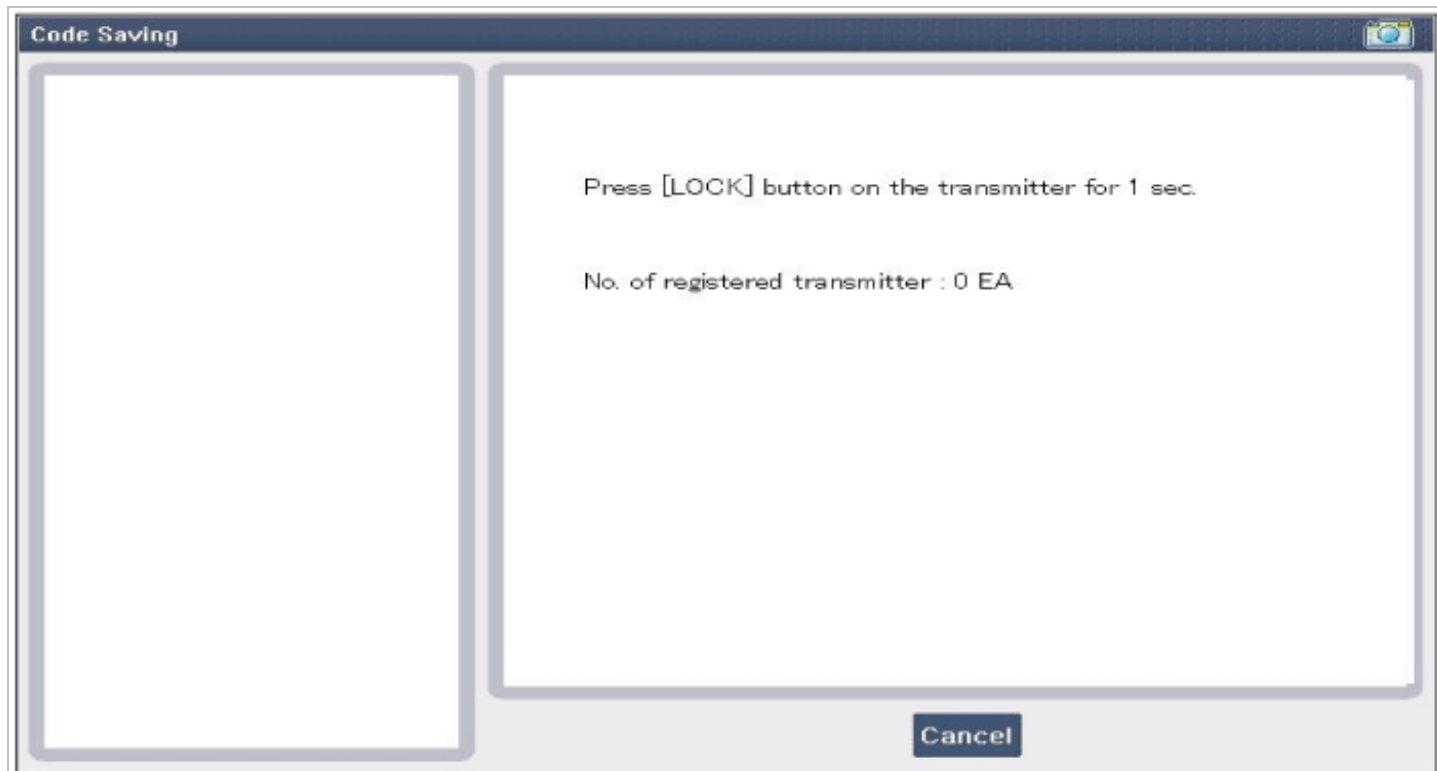 Code Saving
Press [LOCK] button on the transmitter for 1 sec.
No. of registered transmitter : 0 EA
Cancel